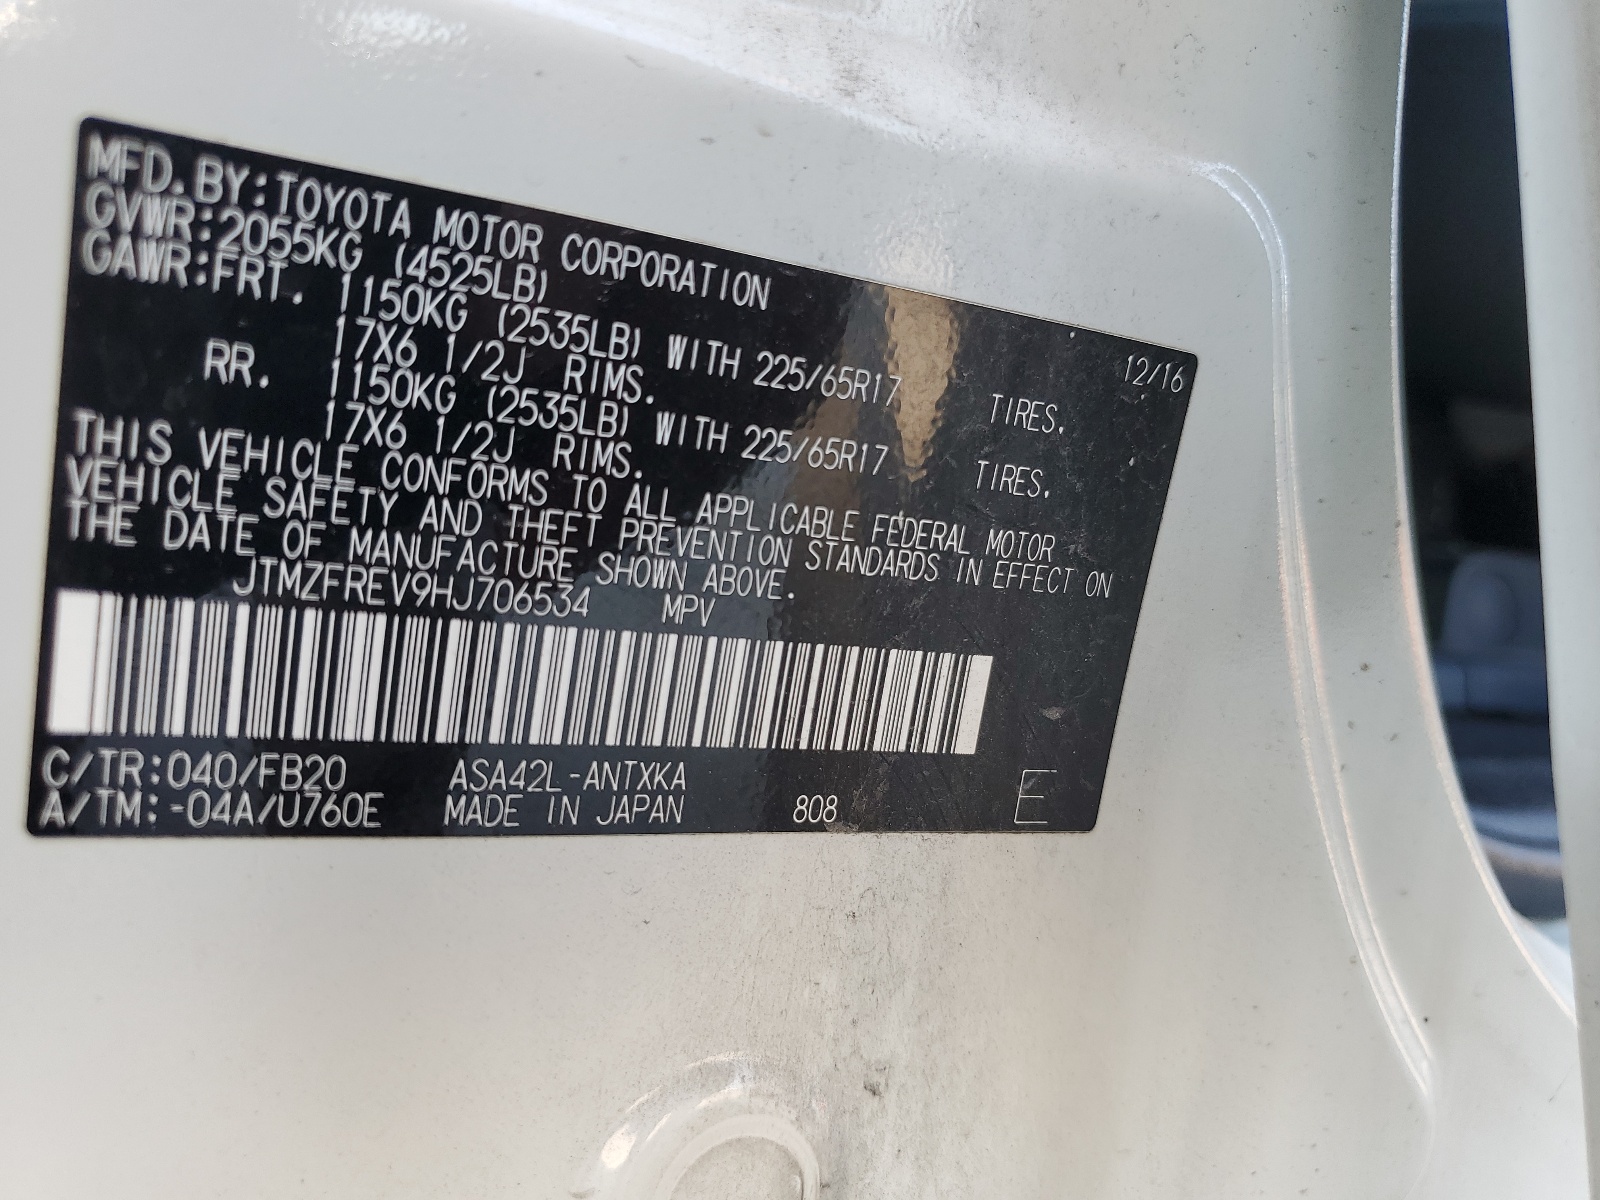 MFD. BY: TOYOTA MOTOR CORPORATION 12/16
GVWR: 2055KG (4525LB)
GAWR: FRT. 1150KG (2535LB) WITH 225/65R17 TIRES.
17X6 1/2J RIMS.
RR. 1150KG (2535LB) WITH 225/65R17 TIRES.
17X6 1/2J RIMS.
THIS VEHICLE CONFORMS TO ALL APPLICABLE FEDERAL MOTOR
VEHICLE SAFETY AND THEFT PREVENTION STANDARDS IN EFFECT ON
THE DATE OF MANUFACTURE SHOWN ABOVE.
JTMZFREV9HJ706534 MPV
C/TR: 040/FB20 ASA42L-ANTXKA
A/TM: -04A/U760E MADE IN JAPAN 808 E